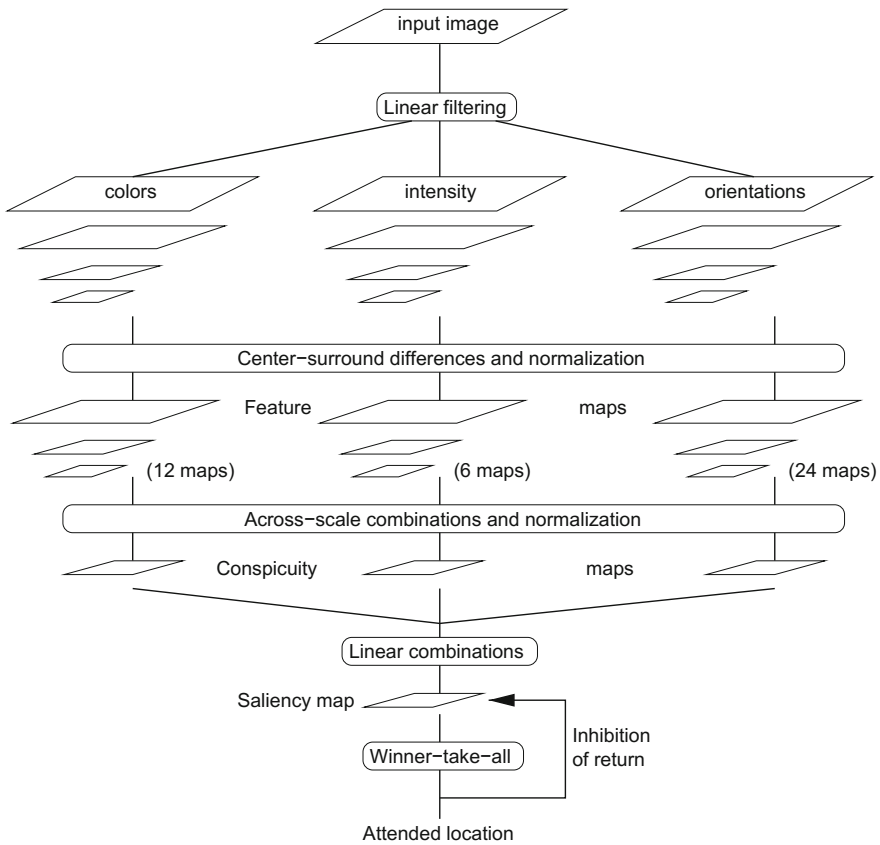 input image
Linear filtering
colors
intensity
orientations
Center−surround differences and normalization
Feature
maps
(12 maps)
(6 maps)
(24 maps)
Across−scale combinations and normalization
Conspicuity
maps
Linear combinations
Saliency map
Inhibition
of return
Winner−take−all
Attended location